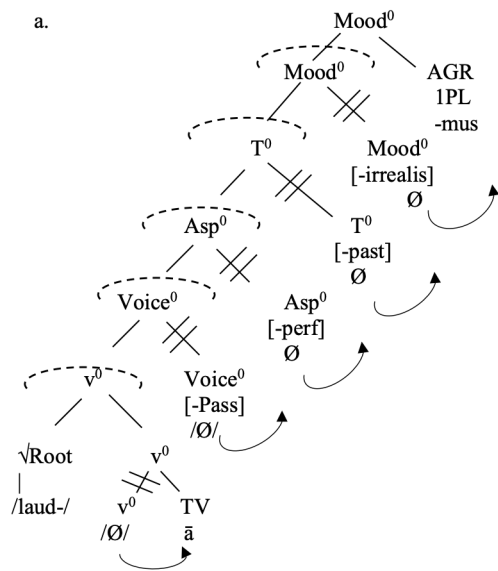 a.
Mood⁰
Mood⁰
AGR
1PL
-mus
T⁰
Mood⁰
[-irrealis]
Ø
Asp⁰
T⁰
[-past]
Ø
Voice⁰
Asp⁰
[-perf]
Ø
v⁰
Voice⁰
[-Pass]
/Ø/
√Root
v⁰
/laud-/
v⁰
TV
/Ø/
ā